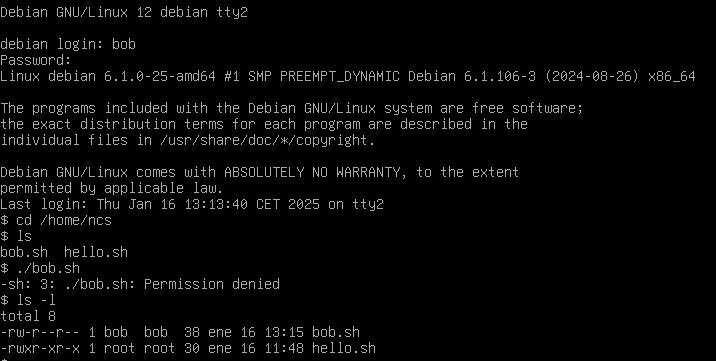 Debian GNU/Linux 12 debian tty2
debian login: bob
Password:
Linux debian 6.1.0-25-amd64 #1 SMP PREEMPT_DYNAMIC Debian 6.1.106-3 (2024-08-26) x86_64
The programs included with the Debian GNU/Linux system are free software;
the exact distribution terms for each program are described in the
individual files in /usr/share/doc/*/copyright.
Debian GNU/Linux comes with ABSOLUTELY NO WARRANTY, to the extent
permitted by applicable law.
Last login: Thu Jan 16 13:13:40 CET 2025 on tty2
$ cd /home/ncs
$ ls
bob.sh  hello.sh
$ ./bob.sh
-sh: 3: ./bob.sh: Permission denied
$ ls -l
total 8
-rw-r--r-- 1 bob  bob  38 ene 16 13:15 bob.sh
-rwxr-xr-x 1 root root 30 ene 16 11:48 hello.sh